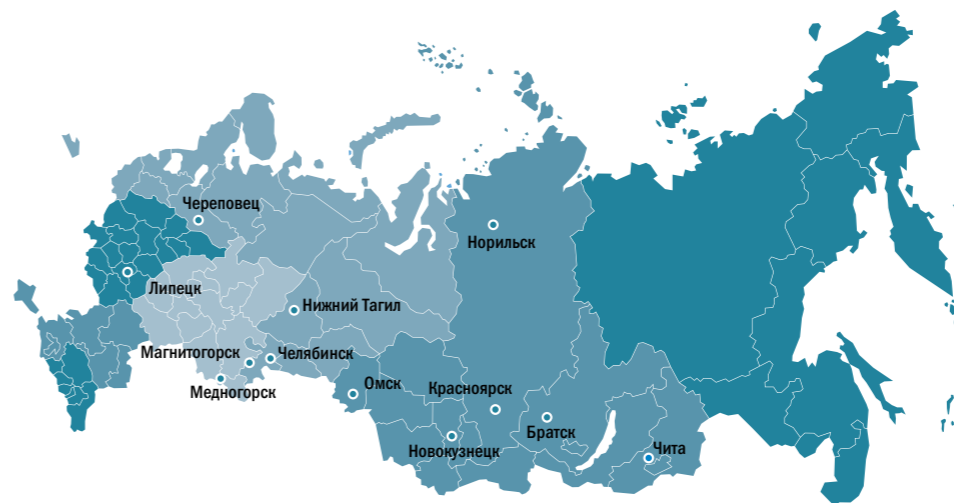 Череповец
Норильск
Липецк
Нижний Тагил
Магнитогорск
Челябинск
Медногорск
Омск
Красноярск
Братск
Новокузнецк
Чита